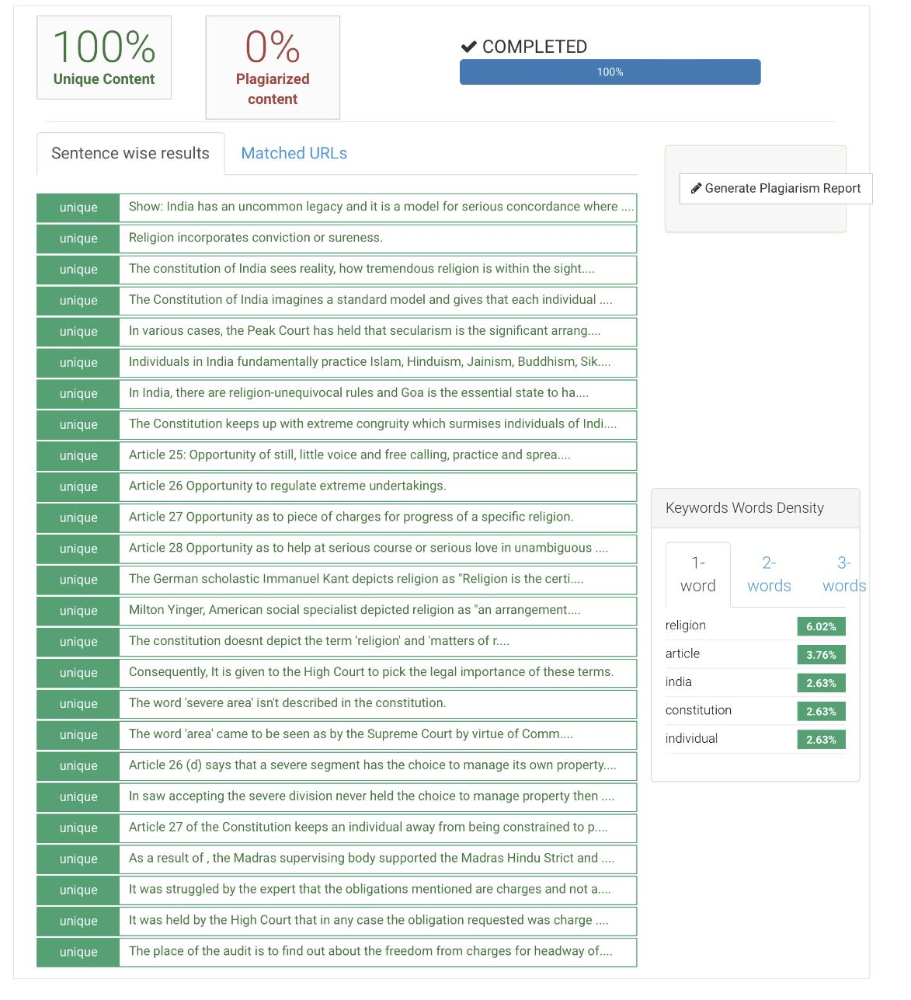 100%
Unique Content
0%
Plagiarized
content
COMPLETED
100%
Sentence wise results
Matched URLs
Generate Plagiarism Report
unique Show: India has an uncommon legacy and it is a model for serious concordance where ....
unique Religion incorporates conviction or sureness.
unique The constitution of India sees reality, how tremendous religion is within the sight....
unique The Constitution of India imagines a standard model and gives that each individual ....
unique In various cases, the Peak Court has held that secularism is the significant arrang....
unique Individuals in India fundamentally practice Islam, Hinduism, Jainism, Buddhism, Sik....
unique In India, there are religion-unequivocal rules and Goa is the essential state to ha....
unique The Constitution keeps up with extreme congruity which surmises individuals of Indi....
unique Article 25: Opportunity of still, little voice and free calling, practice and sprea....
unique Article 26 Opportunity to regulate extreme undertakings.
unique Article 27 Opportunity as to piece of charges for progress of a specific religion.
unique Article 28 Opportunity as to help at serious course or serious love in unambiguous ....
unique The German scholastic Immanuel Kant depicts religion as "Religion is the certi....
unique Milton Yinger, American social specialist depicted religion as "an arrangement....
unique The constitution doesnt depict the term 'religion' and 'matters of r....
unique Consequently, It is given to the High Court to pick the legal importance of these terms.
unique The word 'severe area' isn't described in the constitution.
unique The word 'area' came to be seen as by the Supreme Court by virtue of Comm....
unique Article 26 (d) says that a severe segment has the choice to manage its own property....
unique In saw accepting the severe division never held the choice to manage property then ....
unique Article 27 of the Constitution keeps an individual away from being constrained to p....
unique As a result of , the Madras supervising body supported the Madras Hindu Strict and ....
unique It was struggled by the expert that the obligations mentioned are charges and not a....
unique It was held by the High Court that in any case the obligation requested was charge ....
unique The place of the audit is to find out about the freedom from charges for headway of....
Keywords Words Density
1-
word
2-
words
3-
words
religion 6.02%
article 3.76%
india 2.63%
constitution 2.63%
individual 2.63%